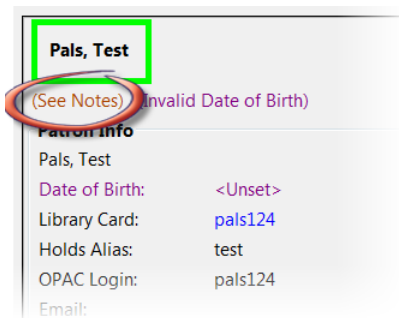 Pals, Test
(See Notes) (Invalid Date of Birth)
Patron Info
Pals, Test
Date of Birth: <Unset>
Library Card: pals124
Holds Alias: test
OPAC Login: pals124
Email: